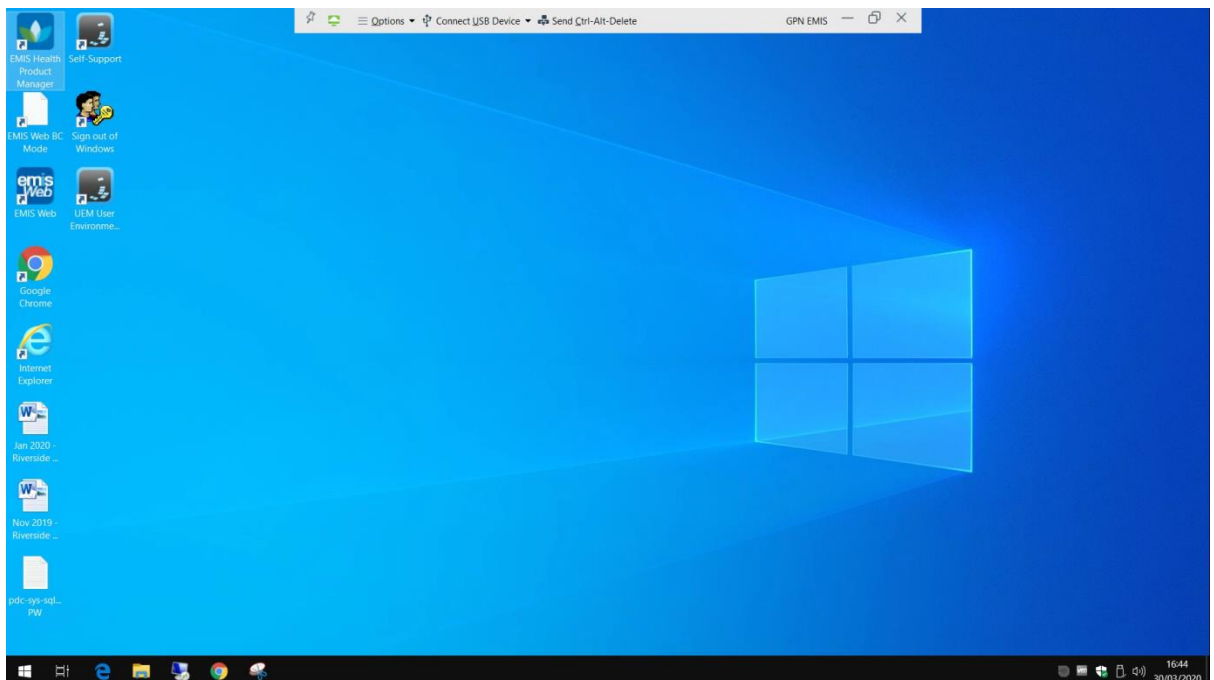 Options Connect USB Device Send Ctrl-Alt-Delete GPN EMIS
EMIS Health
Product
Manager
Self-Support
EMIS Web BC
Mode
Sign out of
Windows
emis
Web
EMIS Web
UEM User
Environme...
Google
Chrome
Internet
Explorer
W
Jan 2020 -
Riverside ...
W
Nov 2019 -
Riverside ...
pdc-sys-sql...
PW
16:44
30/03/2020